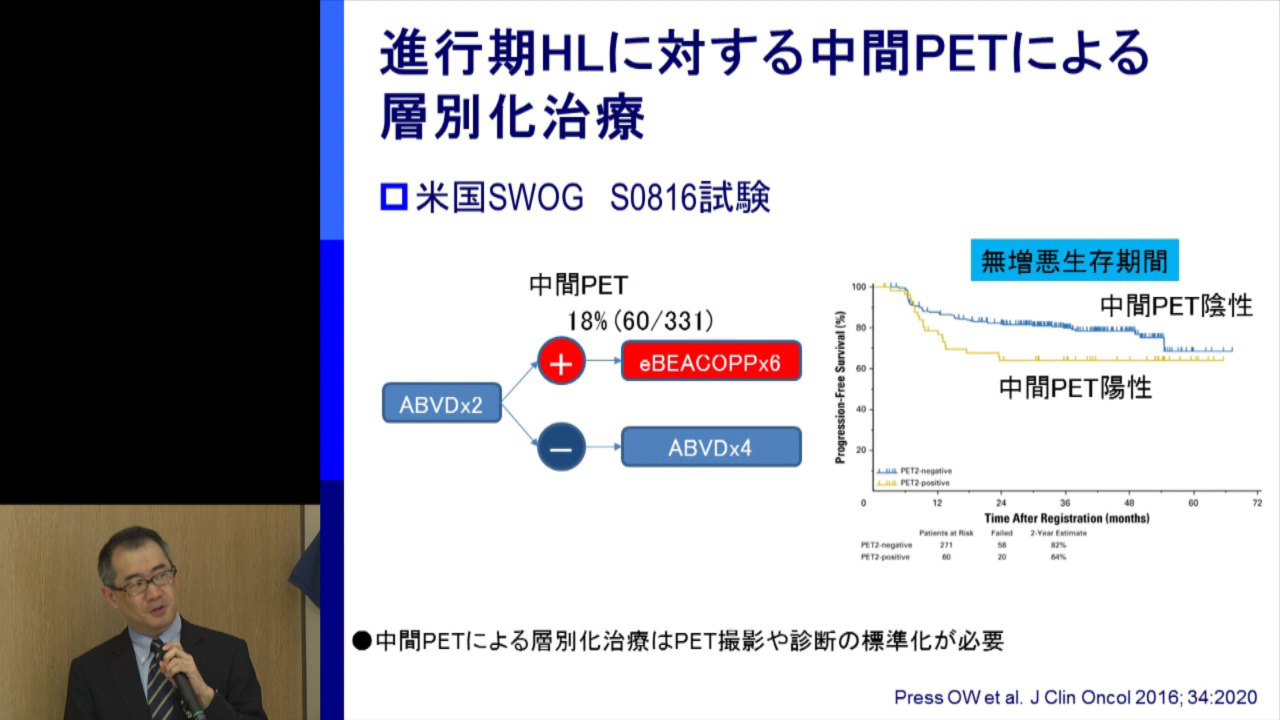 進行期HLに対する中間PETによる
層別化治療
米国SWOG S0816試験
中間PET
18%(60/331)
+
eBEACOPPx6
ABVDx2
−
ABVDx4
無増悪生存期間
中間PET陰性
中間PET陽性
Progression-Free Survival (%)
100
80
60
40
20
PET2-negative
PET2-positive
0 12 24 36 48 60 72
Time After Registration (months)
Patients at Risk Failed 2-Year Estimate
PET2-negative 271 58 82%
PET2-positive 60 20 64%
●中間PETによる層別化治療はPET撮影や診断の標準化が必要
Press OW et al. J Clin Oncol 2016; 34:2020